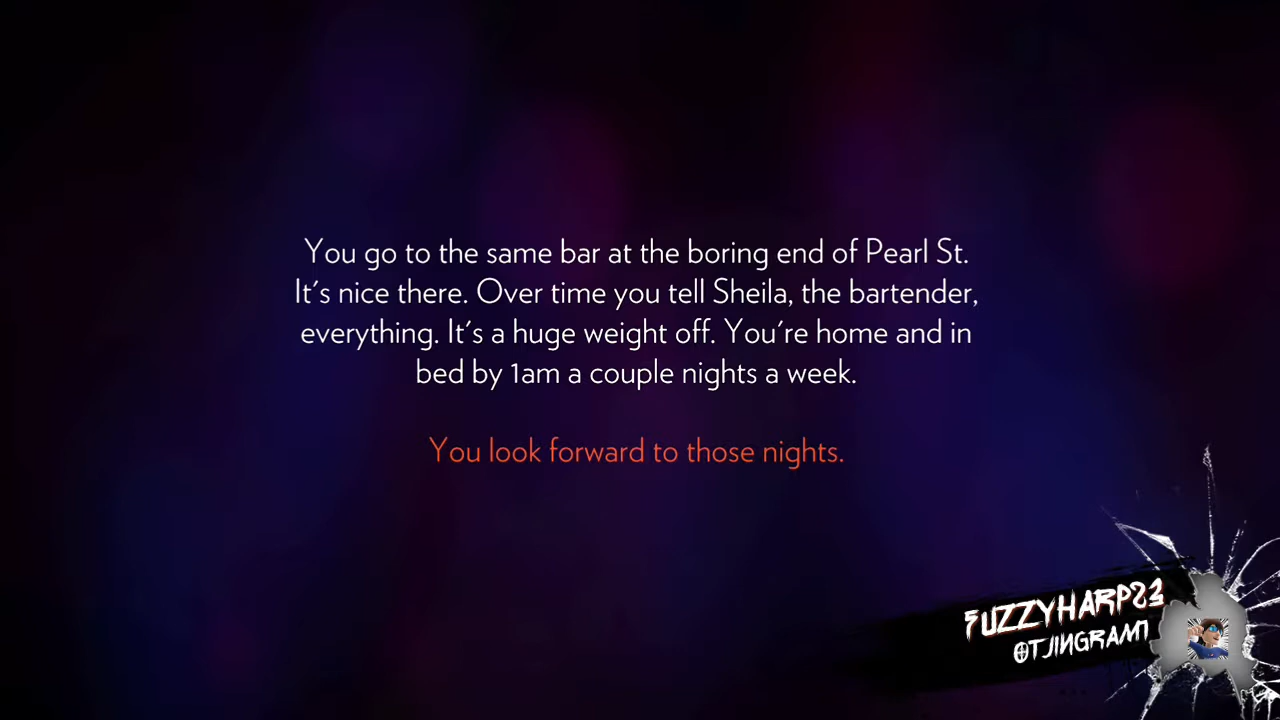 You go to the same bar at the boring end of Pearl St.
It's nice there. Over time you tell Sheila, the bartender,
everything. It's a huge weight off. You're home and in
bed by 1am a couple nights a week.
You look forward to those nights.
FUZZYHARP23
@TJINGRAM1